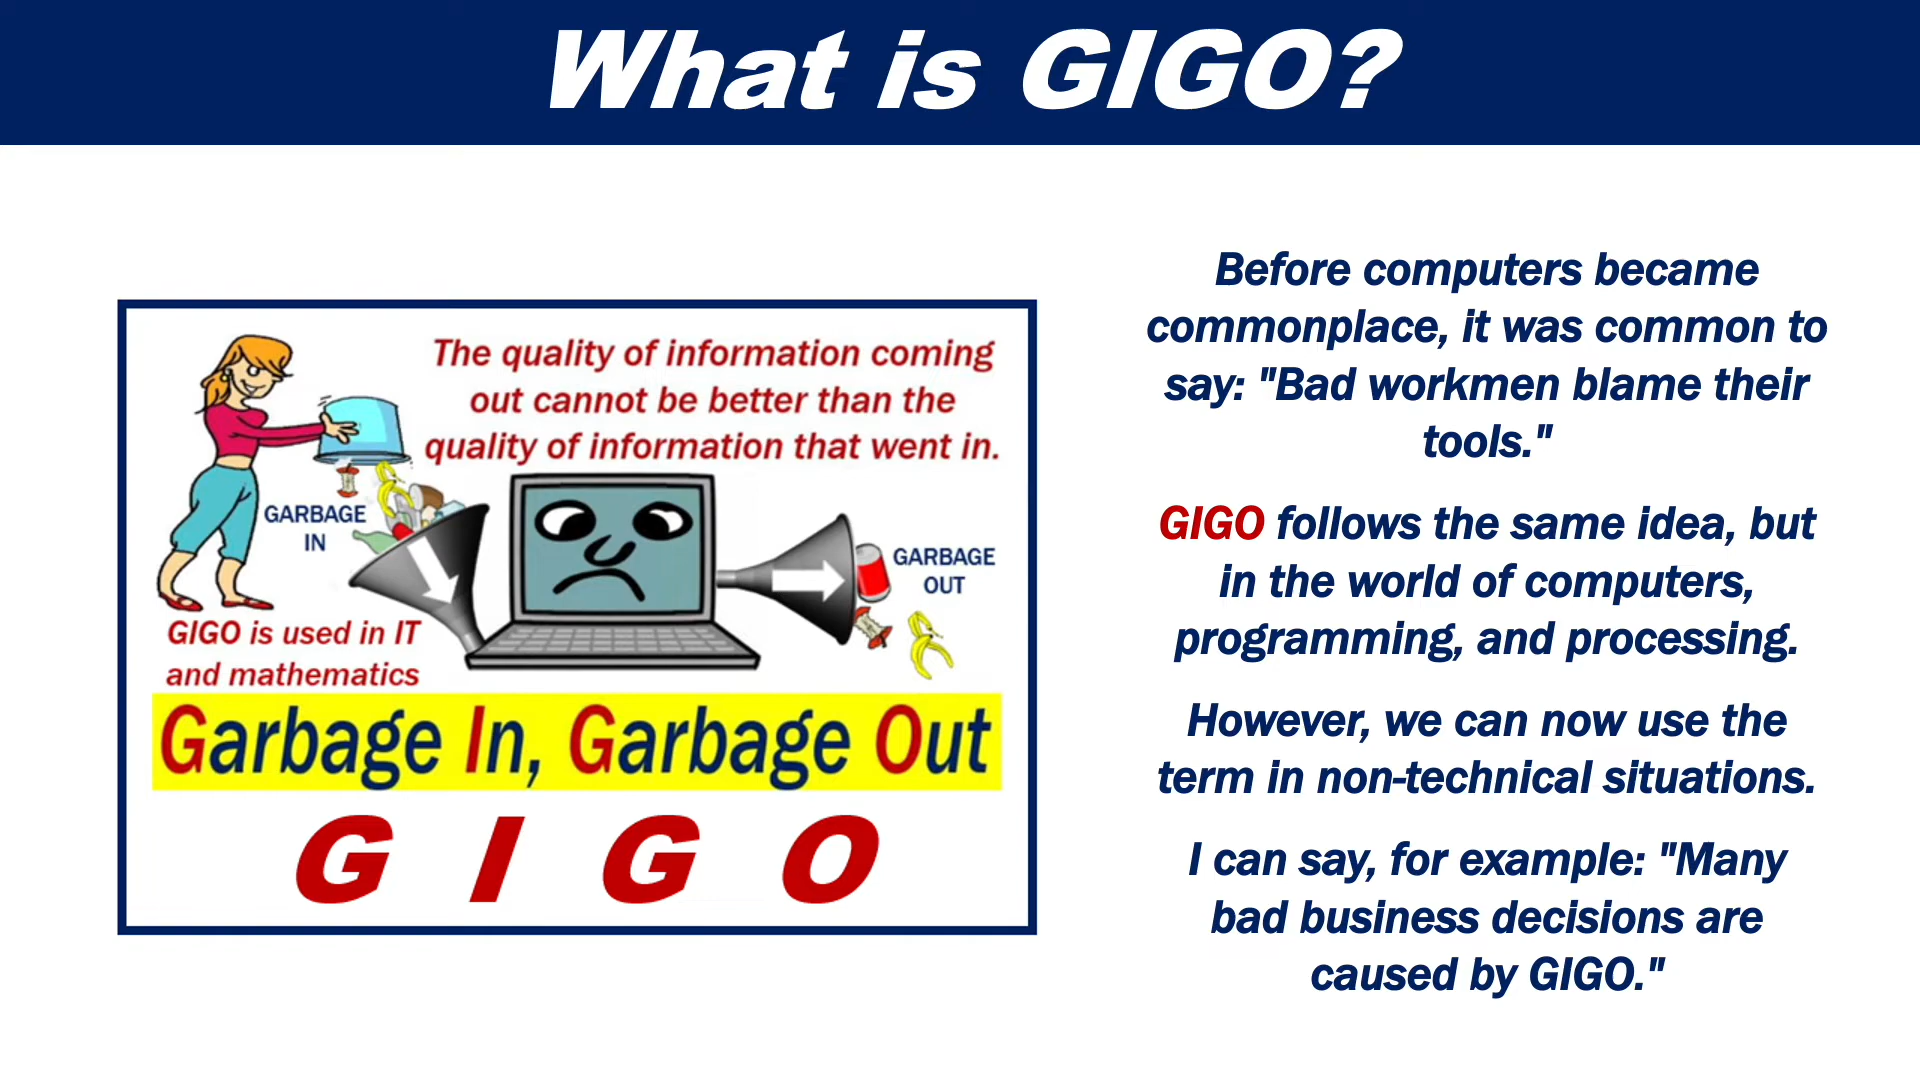 What is GIGO?
The quality of information coming
out cannot be better than the
quality of information that went in.
GARBAGE
IN
GARBAGE
OUT
GIGO is used in IT
and mathematics
Garbage In, Garbage Out
G I G O
Before computers became
commonplace, it was common to
say: "Bad workmen blame their
tools."
GIGO follows the same idea, but
in the world of computers,
programming, and processing.
However, we can now use the
term in non-technical situations.
I can say, for example: "Many
bad business decisions are
caused by GIGO."